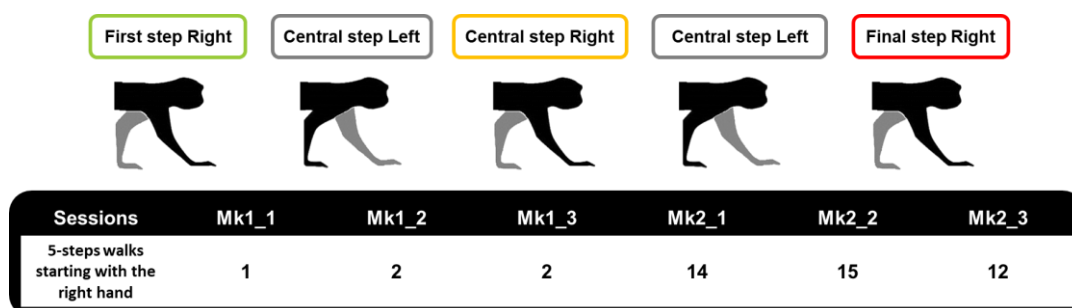 First step Right
Central step Left
Central step Right
Central step Left
Final step Right
Sessions Mk1_1 Mk1_2 Mk1_3 Mk2_1 Mk2_2 Mk2_3
5-steps walks
starting with the
right hand
1 2 2 14 15 12